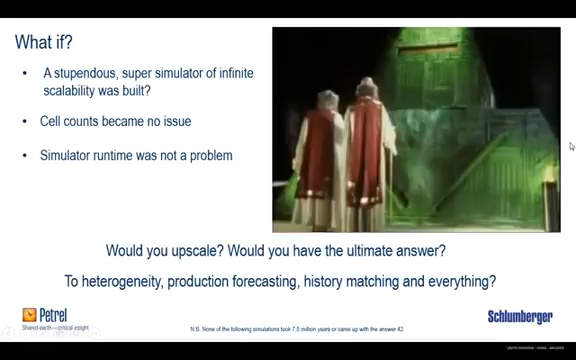 What if?
• A stupendous, super simulator of infinite
scalability was built?
• Cell counts became no issue
• Simulator runtime was not a problem
Would you upscale? Would you have the ultimate answer?
To heterogeneity, production forecasting, history matching and everything?
Petrel
Shared earth–critical insight
N.B. None of the following simulations took 7.5 million years or came up with the answer 42.
Schlumberger